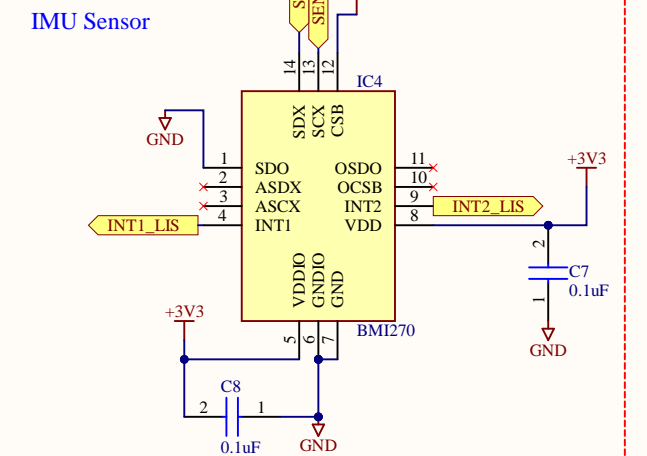 IMU Sensor
14
13
12
IC4
SDX
SCX
CSB
GND
1
SDO
OSDO
11
2
ASDX
OCSB
10
3
ASCX
INT2
9
INT2_LIS
+3V3
INT1_LIS
4
INT1
VDD
8
2
C7
0.1uF
1
GND
VDDIO
GNDIO
GND
+3V3
5
6
7
BMI270
C8
2
1
0.1uF
GND